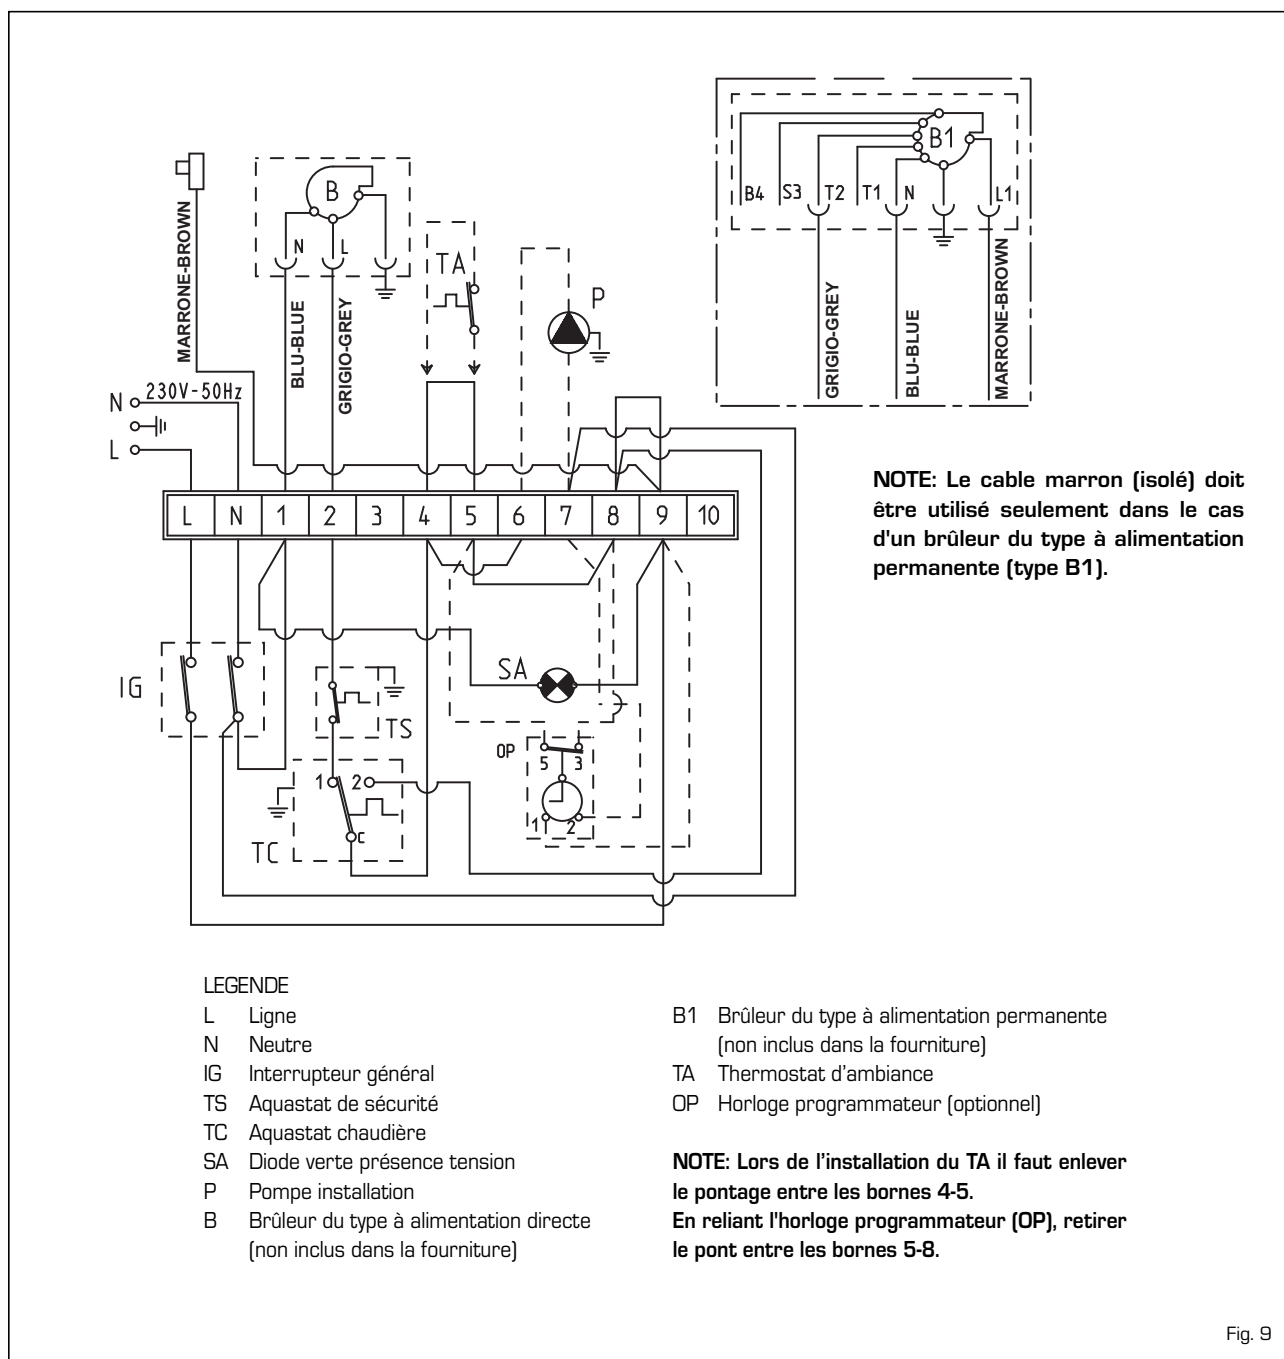 B4 S3 T2 T1 N L1
B1
GRIGIO-GREY
BLU-BLUE
MARRONE-BROWN
MARRONE-BROWN
B
N L
BLU-BLUE
GRIGIO-GREY
TA
P
N 230V-50Hz
L
L N 1 2 3 4 5 6 7 8 9 10
NOTE: Le cable marron (isolé) doit
être utilisé seulement dans le cas
d'un brûleur du type à alimentation
permanente (type B1).
IG
TS
SA
OP
5 3
1 2
1 2
C
TC
LEGENDE
L Ligne
N Neutre
IG Interrupteur général
TS Aquastat de sécurité
TC Aquastat chaudière
SA Diode verte présence tension
P Pompe installation
B Brûleur du type à alimentation directe
(non inclus dans la fourniture)
B1 Brûleur du type à alimentation permanente
(non inclus dans la fourniture)
TA Thermostat d'ambiance
OP Horloge programmateur (optionnel)
NOTE: Lors de l'installation du TA il faut enlever
le pontage entre les bornes 4-5.
En reliant l'horloge programmateur (OP), retirer
le pont entre les bornes 5-8.
Fig. 9